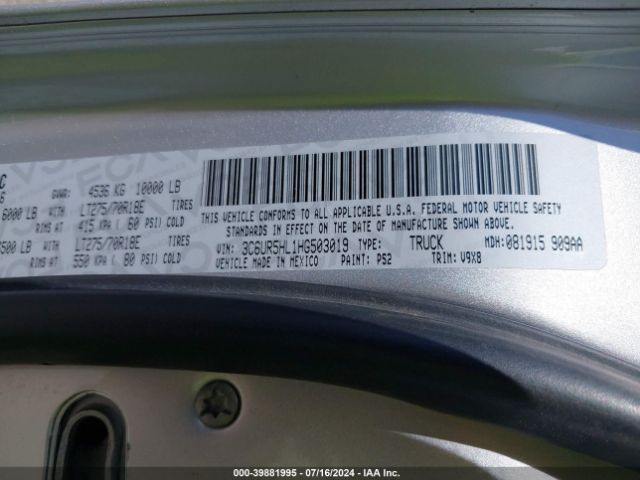 C
GVWR: 4536 KG 10000 LB
6000 LB WITH LT275/70R18E TIRES
RIMS AT 415 KPA ( 60 PSI) COLD
500 LB WITH LT275/70R18E TIRES
RIMS AT 550 KPA ( 80 PSI) COLD
THIS VEHICLE CONFORMS TO ALL APPLICABLE U.S.A. FEDERAL MOTOR VEHICLE SAFETY
STANDARDS IN EFFECT ON THE DATE OF MANUFACTURE SHOWN ABOVE.
VIN: 3C6UR5HL1HG503019 TYPE: TRUCK MDH: 081915 909AA
VEHICLE MADE IN MEXICO PAINT: PS2 TRIM: V9X8
000-39881995 - 07/16/2024 - IAA Inc.